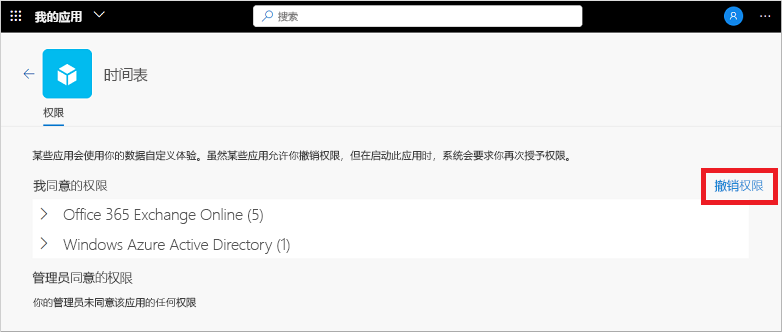 我的应用
搜索
时间表
权限
某些应用会使用你的数据自定义体验。虽然某些应用允许你撤销权限，但在启动此应用时，系统会要求你再次授予权限。
我同意的权限
撤销权限
Office 365 Exchange Online (5)
Windows Azure Active Directory (1)
管理员同意的权限
你的管理员未同意该应用的任何权限